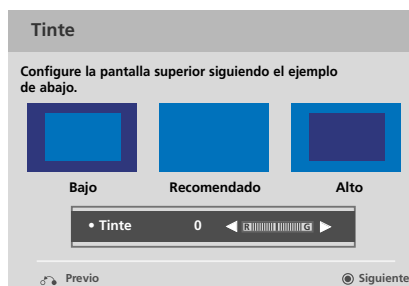 Tinte
Configure la pantalla superior siguiendo el ejemplo
de abajo.
Bajo Recomendado Alto
• Tinte 0 R G
Previo Siguiente